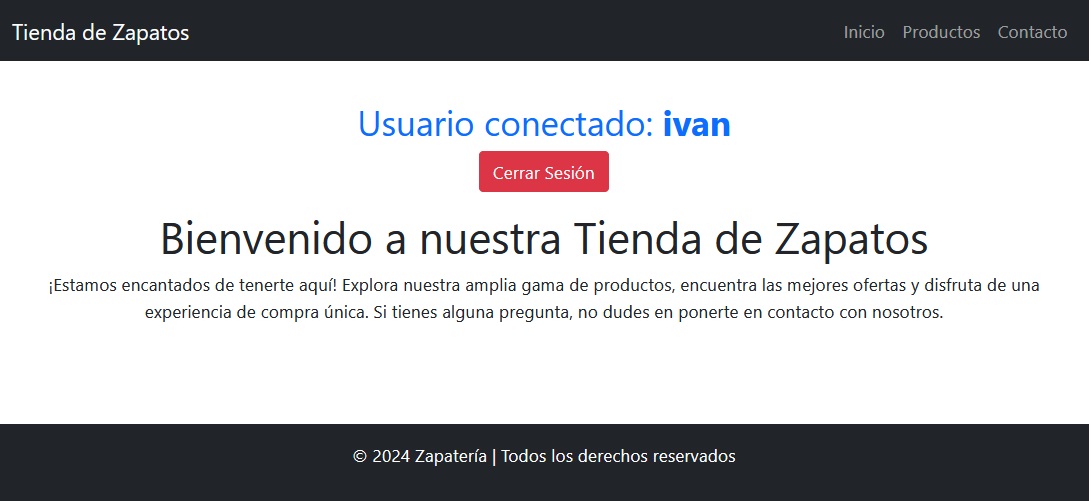 Tienda de Zapatos
Inicio Productos Contacto
Usuario conectado: ivan
Cerrar Sesión
Bienvenido a nuestra Tienda de Zapatos
¡Estamos encantados de tenerte aquí! Explora nuestra amplia gama de productos, encuentra las mejores ofertas y disfruta de una
experiencia de compra única. Si tienes alguna pregunta, no dudes en ponerte en contacto con nosotros.
© 2024 Zapatería | Todos los derechos reservados